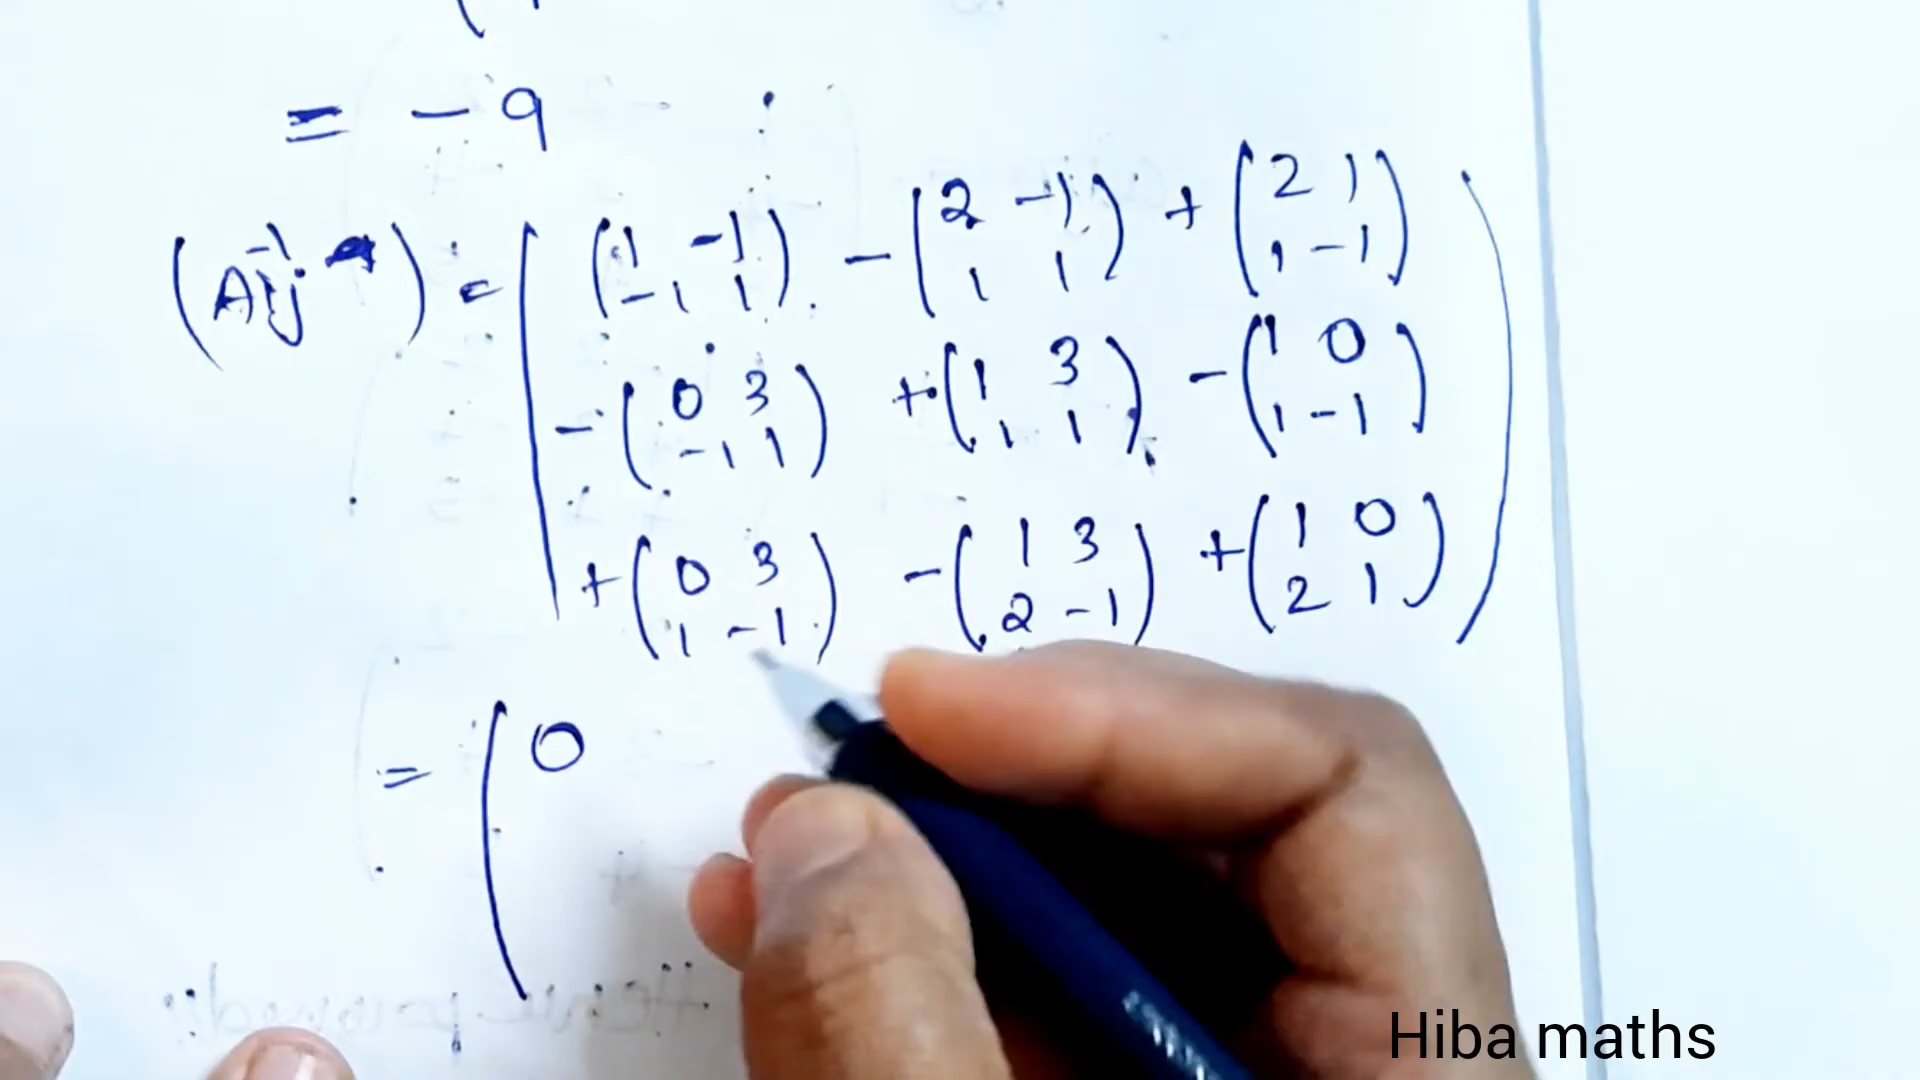 = - 9
(Aij) = ( (1 -1 -(2 -1 +(2 1
-1 1) 1 1) 1 -1)
-(0 3 +(1 3 -(1 0
-1 1) 1 1) 1 -1)
+(0 3 -(1 3 +(1 0
1 -1) 2 -1) 2 1) )
= ( 0
Hiba maths